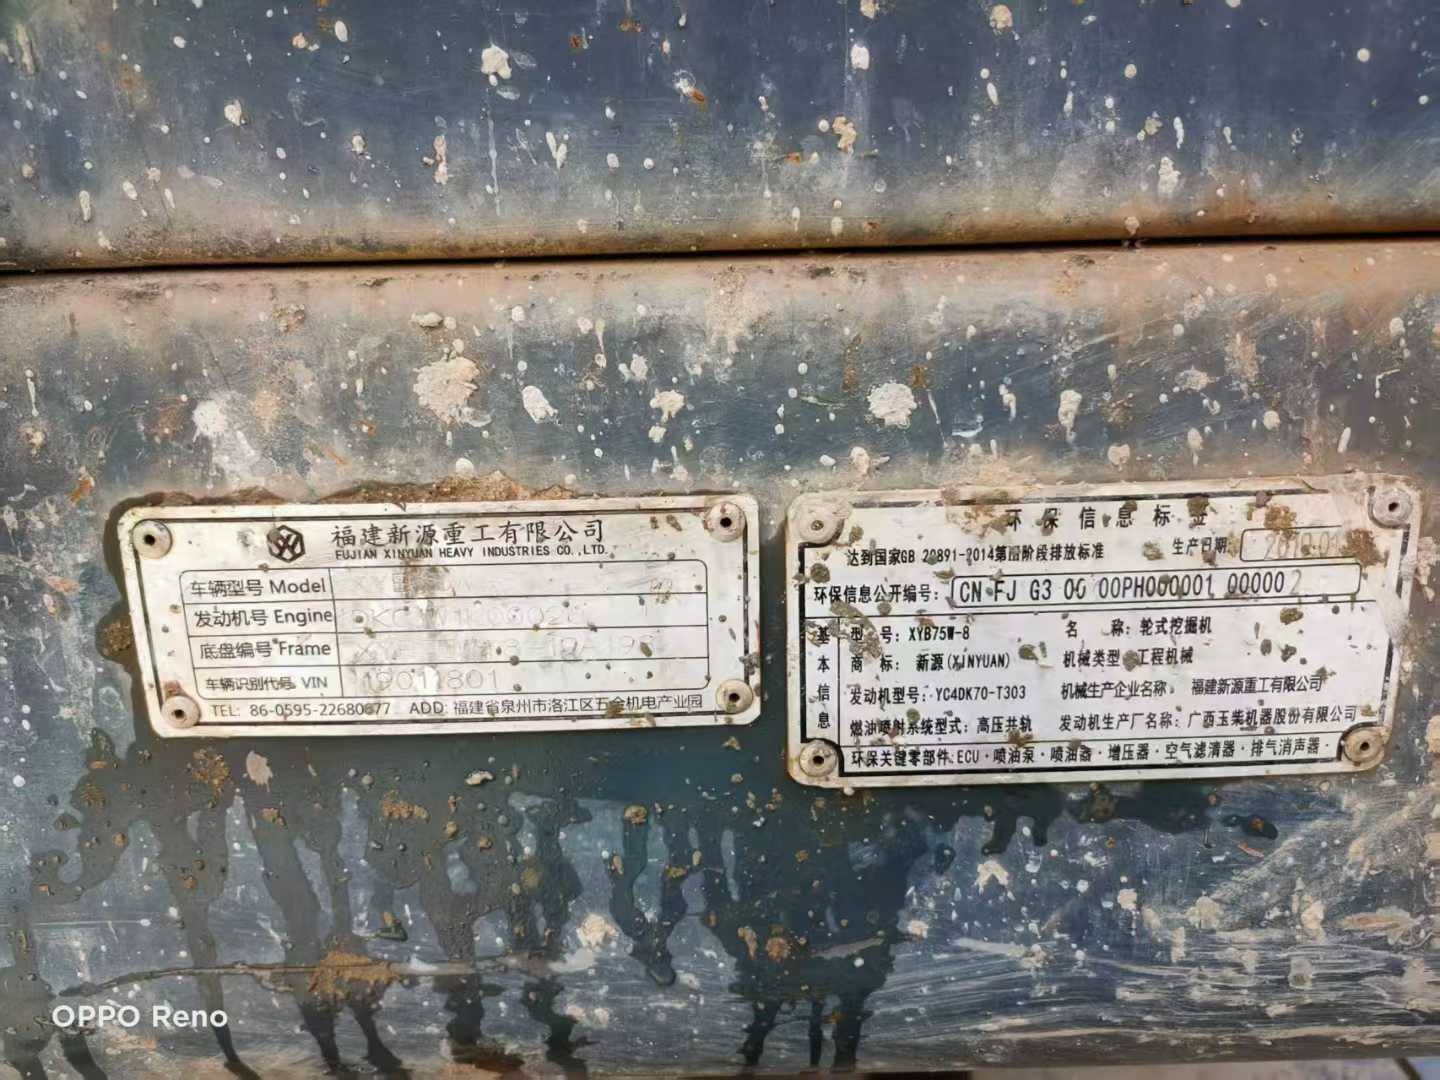 福建新源重工有限公司
FUJIAN XINYUAN HEAVY INDUSTRIES CO.,LTD.
车辆型号 Model
发动机号 Engine
底盘编号 Frame
车辆识别代号 VIN 19011801
TEL: 86-0595-22680677 ADD: 福建省泉州市洛江区五金机电产业园
环保信息标签
达到国家GB 20891-2014第三阶段排放标准 生产日期: 2019.01
环保信息公开编号: CN FJ G3 00 00PH000001 000002
基本信息
型号: XYB75W-8 名称: 轮式挖掘机
商标: 新源(XINYUAN) 机械类型: 工程机械
发动机型号: YC4DK70-T303 机械生产企业名称: 福建新源重工有限公司
燃油喷射系统型式: 高压共轨 发动机生产厂名称: 广西玉柴机器股份有限公司
环保关键零部件: ECU·喷油泵·喷油器·增压器·空气滤清器·排气消声器·
OPPO Reno